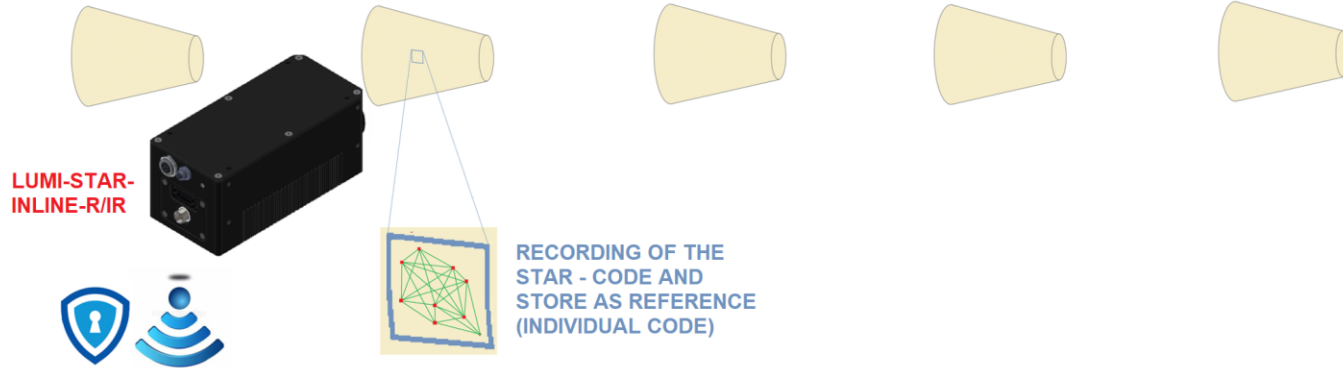 LUMI-STAR-
INLINE-R/IR
RECORDING OF THE
STAR - CODE AND
STORE AS REFERENCE
(INDIVIDUAL CODE)